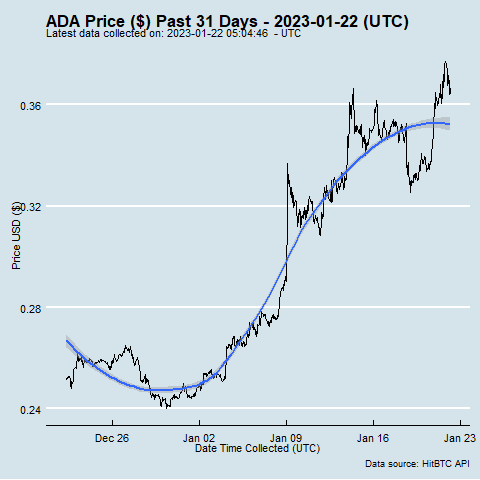 ADA Price ($) Past 31 Days - 2023-01-22 (UTC)
Latest data collected on: 2023-01-22 05:04:46 - UTC
0.36
0.32
0.28
0.24
Price USD ($)
Dec 26
Jan 02
Jan 09
Jan 16
Jan 23
Date Time Collected (UTC)
Data source: HitBTC API